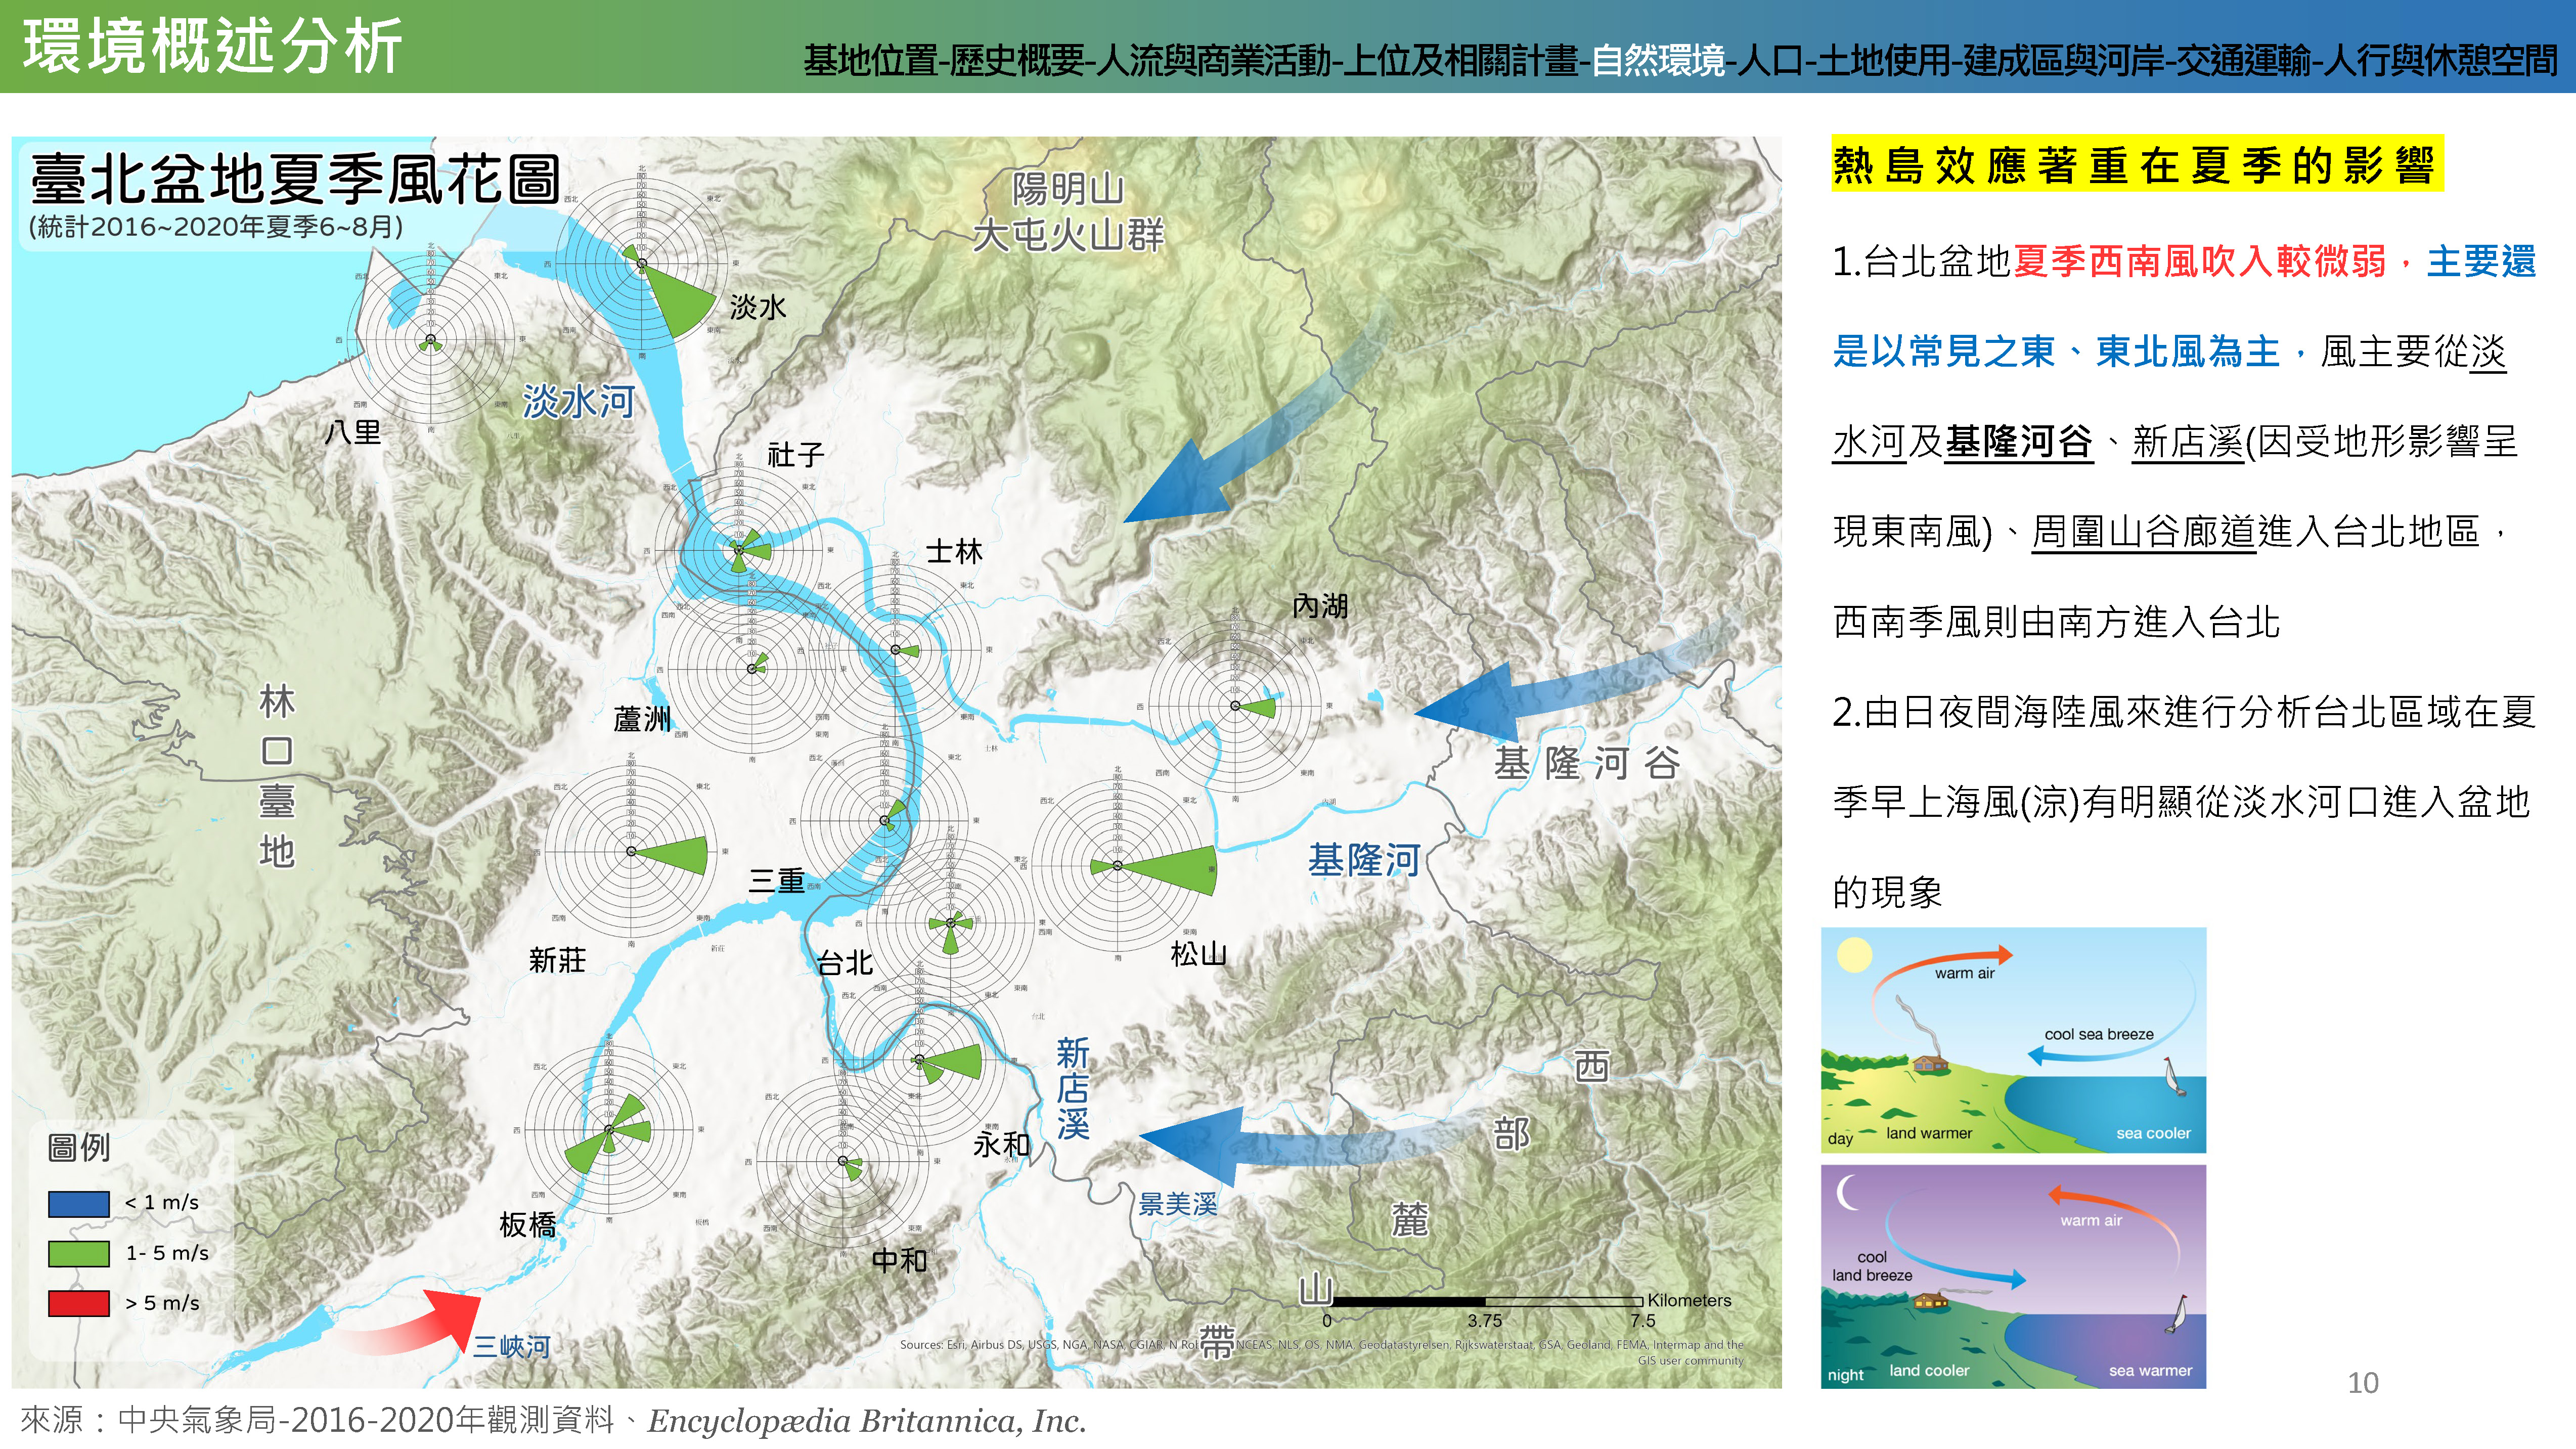 環境概述分析
基地位置-歷史概要-人流與商業活動-上位及相關計畫-自然環境-人口-土地使用-建成區與河岸-交通運輸-人行與休憩空間
臺北盆地夏季風花圖
(統計2016~2020年夏季6~8月)
陽明山
大屯火山群
淡水
淡水河
八里
社子
士林
內湖
蘆洲
林口臺地
基隆河谷
三重
基隆河
新莊
台北
松山
新店溪
永和
西部麓山帶
景美溪
板橋
中和
三峽河
圖例
< 1 m/s
1- 5 m/s
> 5 m/s
Kilometers
0 3.75 7.5
Sources: Esri, Airbus DS, USGS, NGA, NASA, CGIAR, N Ro NCEAS, NLS, OS, NMA, Geodatastyrelsen, Rijkswaterstaat, GSA, Geoland, FEMA, Intermap and the
GIS user community
熱島效應著重在夏季的影響
1.台北盆地夏季西南風吹入較微弱，主要還
是以常見之東、東北風為主，風主要從淡
水河及基隆河谷、新店溪(因受地形影響呈
現東南風)、周圍山谷廊道進入台北地區，
西南季風則由南方進入台北
2.由日夜間海陸風來進行分析台北區域在夏
季早上海風(涼)有明顯從淡水河口進入盆地
的現象
warm air
cool sea breeze
day
land warmer
sea cooler
warm air
cool
land breeze
night
land cooler
sea warmer
10
來源：中央氣象局-2016-2020年觀測資料、Encyclopædia Britannica, Inc.